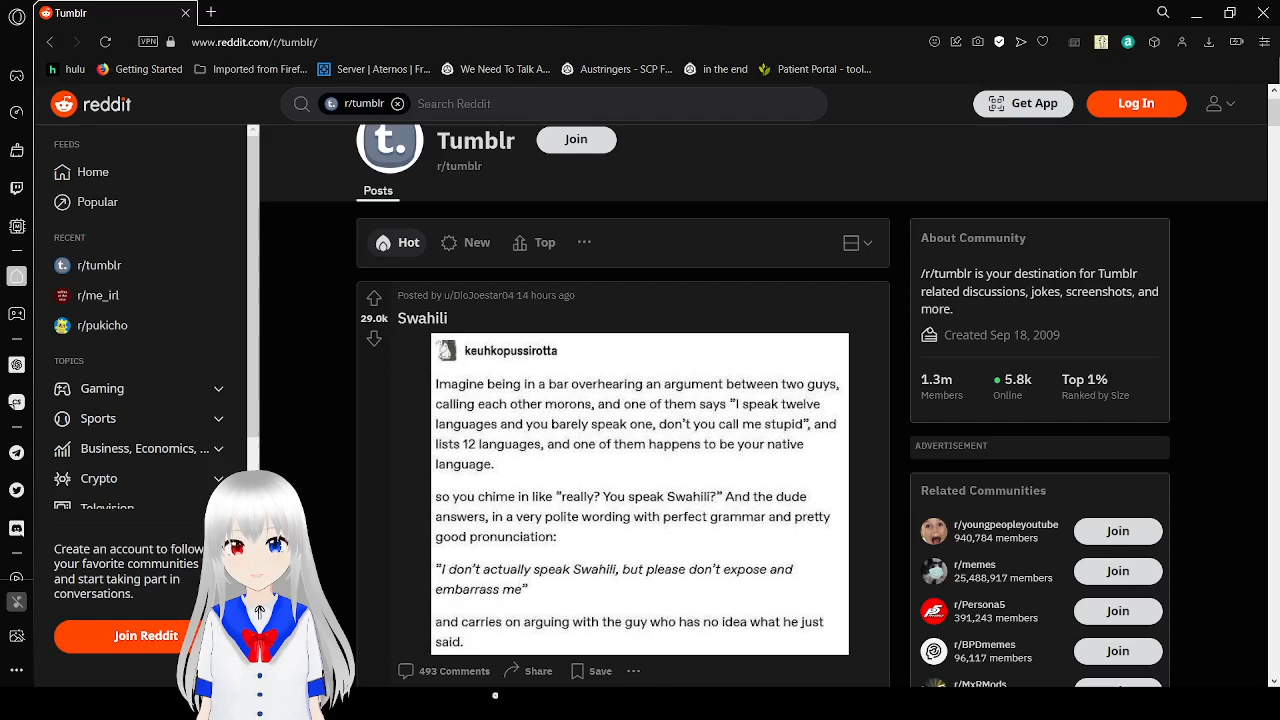 Tumblr
VPN
www.reddit.com/r/tumblr/
hulu
Getting Started
Imported from Firef...
Server | Aternos | Fr...
We Need To Talk A...
Austringers - SCP F...
in the end
Patient Portal - tool...
reddit
r/tumblr
Search Reddit
Get App
Log In
FEEDS
Home
Popular
RECENT
r/tumblr
r/me_irl
r/pukicho
TOPICS
Gaming
Sports
Business, Economics, ...
Crypto
Television
Create an account to follow
your favorite communities
and start taking part in
conversations.
Join Reddit
Tumblr
Join
r/tumblr
Posts
Hot
New
Top
Posted by u/DioJoestar04 14 hours ago
29.0k
Swahili
keuhkopussirotta
Imagine being in a bar overhearing an argument between two guys,
calling each other morons, and one of them says "I speak twelve
languages and you barely speak one, don't you call me stupid", and
lists 12 languages, and one of them happens to be your native
language.
so you chime in like "really? You speak Swahili?" And the dude
answers, in a very polite wording with perfect grammar and pretty
good pronunciation:
"I don't actually speak Swahili, but please don't expose and
embarrass me"
and carries on arguing with the guy who has no idea what he just
said.
493 Comments
Share
Save
About Community
/r/tumblr is your destination for Tumblr
related discussions, jokes, screenshots, and
more.
Created Sep 18, 2009
1.3m
Members
5.8k
Online
Top 1%
Ranked by Size
ADVERTISEMENT
Related Communities
r/youngpeopleyoutube
940,784 members
Join
r/memes
25,488,917 members
Join
r/Persona5
391,243 members
Join
r/BPDmemes
96,117 members
Join
r/MxRMods